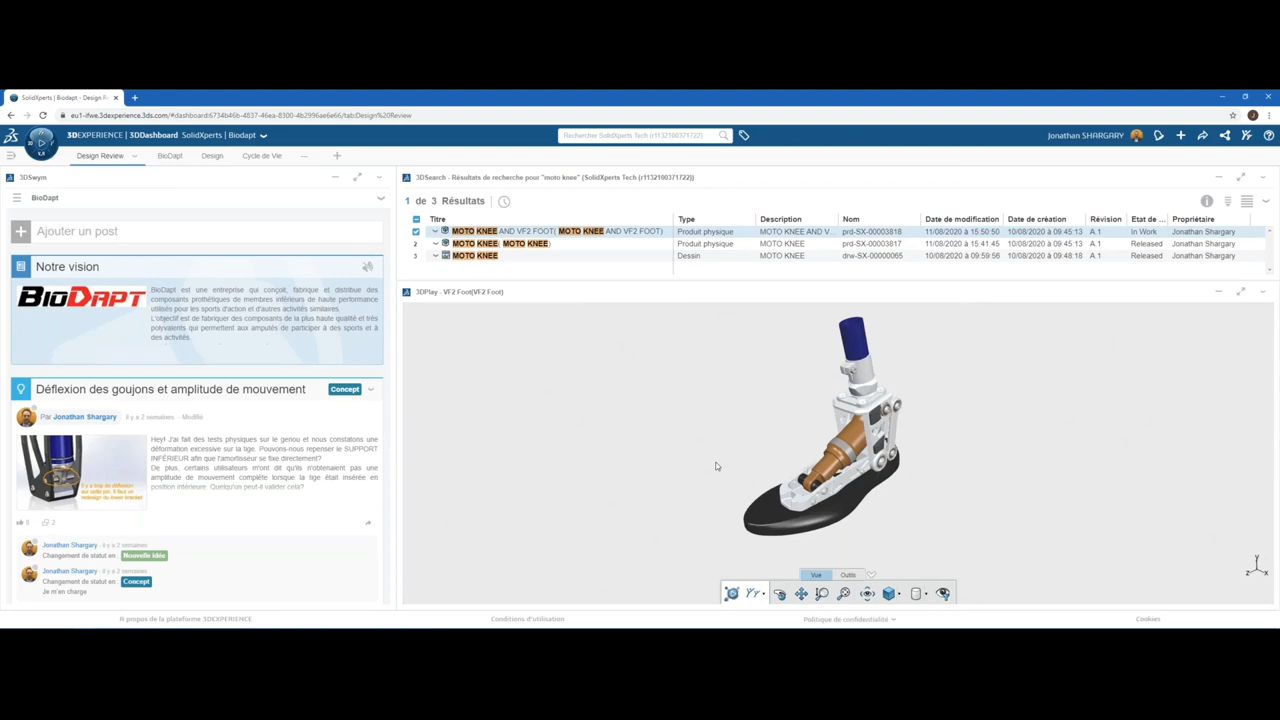 SolidXperts | Biodapt - Design R
eu1-ifwe.3dexperience.3ds.com/#dashboard:6734b46b-4837-46ea-8300-4b2996ae6e66/tab:Design%20Review
3DEXPERIENCE | 3DDashboard SolidXperts | Biodapt
Rechercher SolidXperts Tech (r1132100371722)
Jonathan SHARGARY
Design Review
BioDapt
Design
Cycle de Vie
3DSwym
BioDapt
Ajouter un post
Notre vision
BIODAPT
BioDapt est une entreprise qui conçoit, fabrique et distribue des
composants prothétiques de membres inférieurs de haute performance
utilisés pour les sports d'action et d'autres activités similaires.
L'objectif est de fabriquer des composants de la plus haute qualité et très
polyvalents qui permettent aux amputés de participer à des sports et à
des activités.
Déflexion des goujons et amplitude de mouvement
Concept
Par Jonathan Shargary il y a 2 semaines - Modifié
Hey! J'ai fait des tests physiques sur le genou et nous constatons une
déformation excessive sur la tige. Pouvons-nous repenser le SUPPORT
INFÉRIEUR afin que l'amortisseur se fixe directement?
De plus, certains utilisateurs m'ont dit qu'ils n'obtenaient pas une
amplitude de mouvement complète lorsque la tige était insérée en
position intérieure. Quelqu'un peut-il valider cela?
0 2
Jonathan Shargary - il y a 2 semaines
Changement de statut en : Nouvelle idée
Jonathan Shargary - il y a 2 semaines
Changement de statut en : Concept
Je m'en charge
3DSearch - Résultats de recherche pour "moto knee" (SolidXperts Tech (r1132100371722))
1 de 3 Résultats
Titre Type Description Nom Date de modification Date de création Révision Etat de ... Propriétaire
MOTO KNEE AND VF2 FOOT( MOTO KNEE AND VF2 FOOT) Produit physique MOTO KNEE AND V... prd-SX-00003818 11/08/2020 à 15:50:50 10/08/2020 à 09:45:13 A.1 In Work Jonathan Shargary
2 MOTO KNEE( MOTO KNEE) Produit physique MOTO KNEE prd-SX-00003817 11/08/2020 à 15:41:45 10/08/2020 à 09:45:13 A.1 Released Jonathan Shargary
3 MOTO KNEE Dessin MOTO KNEE drw-SX-00000065 10/08/2020 à 09:59:56 10/08/2020 à 09:48:18 A.1 Released Jonathan Shargary
3DPlay - VF2 Foot(VF2 Foot)
Y
Z X
Vue Outils
A propos de la plateforme 3DEXPERIENCE
Conditions d'utilisation
Politique de confidentialité
Cookies